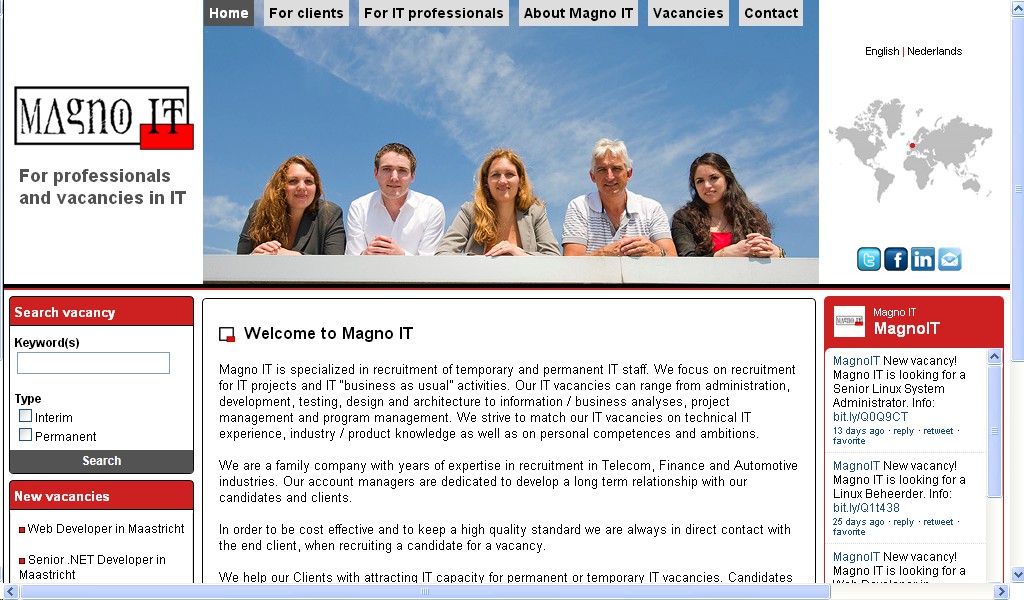 Home For clients For IT professionals About Magno IT Vacancies Contact
English | Nederlands
MAGNO IT
For professionals
and vacancies in IT
Search vacancy
Keyword(s)
Type
Interim
Permanent
Search
New vacancies
Web Developer in Maastricht
Senior .NET Developer in
Maastricht
Welcome to Magno IT
Magno IT is specialized in recruitment of temporary and permanent IT staff. We focus on recruitment
for IT projects and IT "business as usual" activities. Our IT vacancies can range from administration,
development, testing, design and architecture to information / business analyses, project
management and program management. We strive to match our IT vacancies on technical IT
experience, industry / product knowledge as well as on personal competences and ambitions.
We are a family company with years of expertise in recruitment in Telecom, Finance and Automotive
industries. Our account managers are dedicated to develop a long term relationship with our
candidates and clients.
In order to be cost effective and to keep a high quality standard we are always in direct contact with
the end client, when recruiting a candidate for a vacancy.
We help our Clients with attracting IT capacity for permanent or temporary IT vacancies. Candidates
Magno IT
MagnoIT
MagnoIT New vacancy!
Magno IT is looking for a
Senior Linux System
Administrator. Info:
bit.ly/Q0Q9CT
13 days ago · reply · retweet ·
favorite
MagnoIT New vacancy!
Magno IT is looking for a
Linux Beheerder. Info:
bit.ly/Q1t438
25 days ago · reply · retweet ·
favorite
MagnoIT New vacancy!
Magno IT is looking for a
Web Developer in